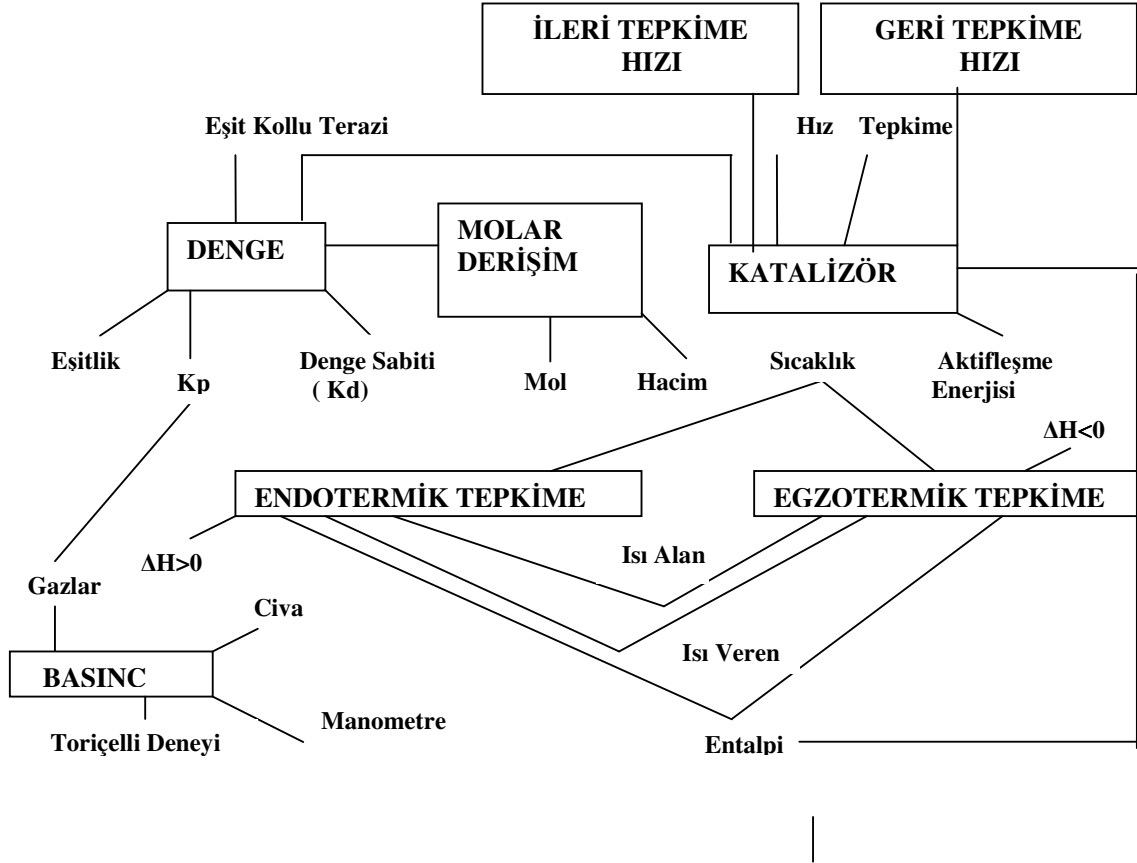 İLERİ TEPKİME
HIZI
GERİ TEPKİME
HIZI
Eşit Kollu Terazi
Hız
Tepkime
DENGE
MOLAR
DERİŞİM
KATALİZÖR
Eşitlik
Kp
Denge Sabiti
( Kd)
Mol
Hacim
Sıcaklık
Aktifleşme
Enerjisi
ΔH<0
ENDOTERMİK TEPKİME
EGZOTERMİK TEPKİME
ΔH>0
Isı Alan
Gazlar
Civa
Isı Veren
BASINC
Manometre
Toriçelli Deneyi
Entalpi